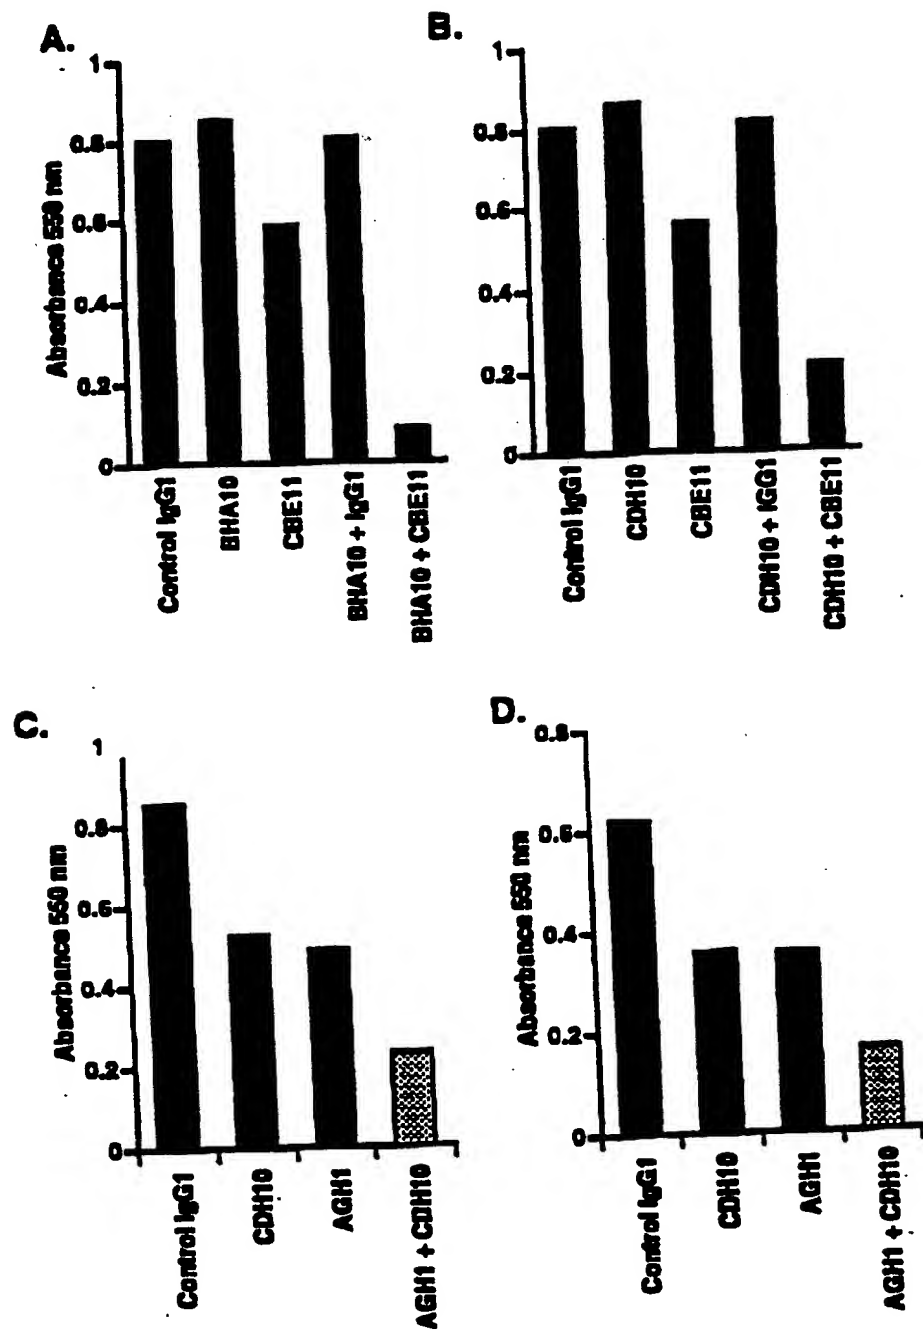 A.
Absorbance 550 nm
1
0.8
0.6
0.4
0.2
0
Control IgG1
BHA10
CBE11
BHA10 + IgG1
BHA10 + CBE11
B.
1
0.8
0.6
0.4
0.2
0
Control IgG1
CDH10
CBE11
CDH10 + IGG1
CDH10 + CBE11
C.
Absorbance 550 nm
1
0.8
0.6
0.4
0.2
0
Control IgG1
CDH10
AGH1
AGH1 + CDH10
D.
Absorbance 550 nm
0.8
0.6
0.4
0.2
0
Control IgG1
CDH10
AGH1
AGH1 + CDH10